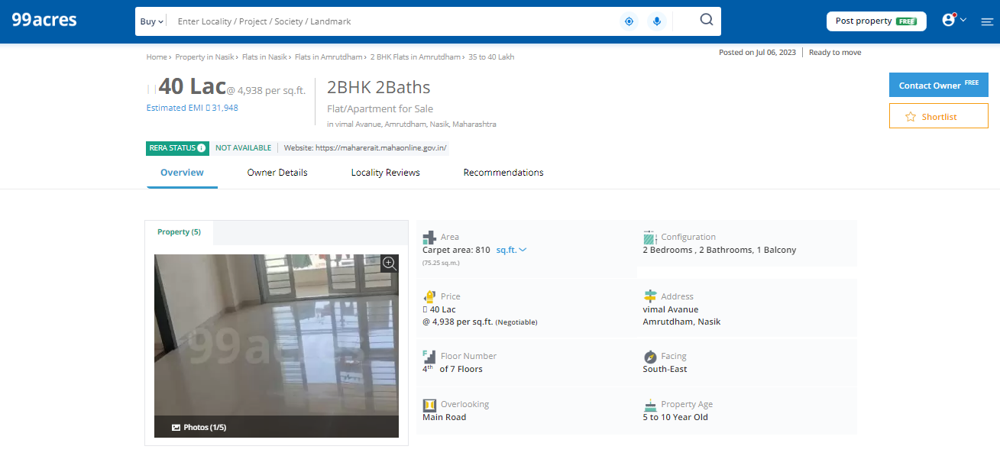 99acres
Buy
Enter Locality / Project / Society / Landmark
Post property FREE
Home › Property in Nasik › Flats in Nasik › Flats in Amrutdham › 2 BHK Flats in Amrutdham › 35 to 40 Lakh
Posted on Jul 06, 2023 | Ready to move
40 Lac @ 4,938 per sq.ft.
Estimated EMI 31,948
2BHK 2Baths
Flat/Apartment for Sale
in vimal Avanue, Amrutdham, Nasik, Maharashtra
Contact Owner FREE
Shortlist
RERA STATUS NOT AVAILABLE | Website: https://maharerait.mahaonline.gov.in/
Overview Owner Details Locality Reviews Recommendations
Property (5)
99acres
Photos (1/5)
Area
Carpet area: 810 sq.ft.
(75.25 sq.m.)
Configuration
2 Bedrooms , 2 Bathrooms, 1 Balcony
Price
40 Lac
@ 4,938 per sq.ft. (Negotiable)
Address
vimal Avanue
Amrutdham, Nasik
Floor Number
4th of 7 Floors
Facing
South-East
Overlooking
Main Road
Property Age
5 to 10 Year Old